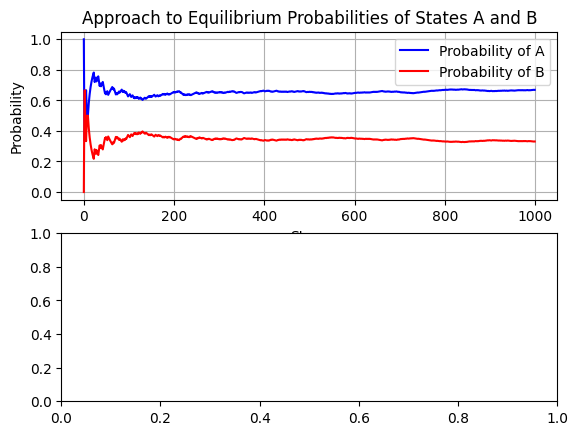 Approach to Equilibrium Probabilities of States A and B
1.0
0.8
0.6
0.4
0.2
0.0
Probability
Probability of A
Probability of B
0 200 400 600 800 1000
1.0
0.8
0.6
0.4
0.2
0.0
0.0 0.2 0.4 0.6 0.8 1.0